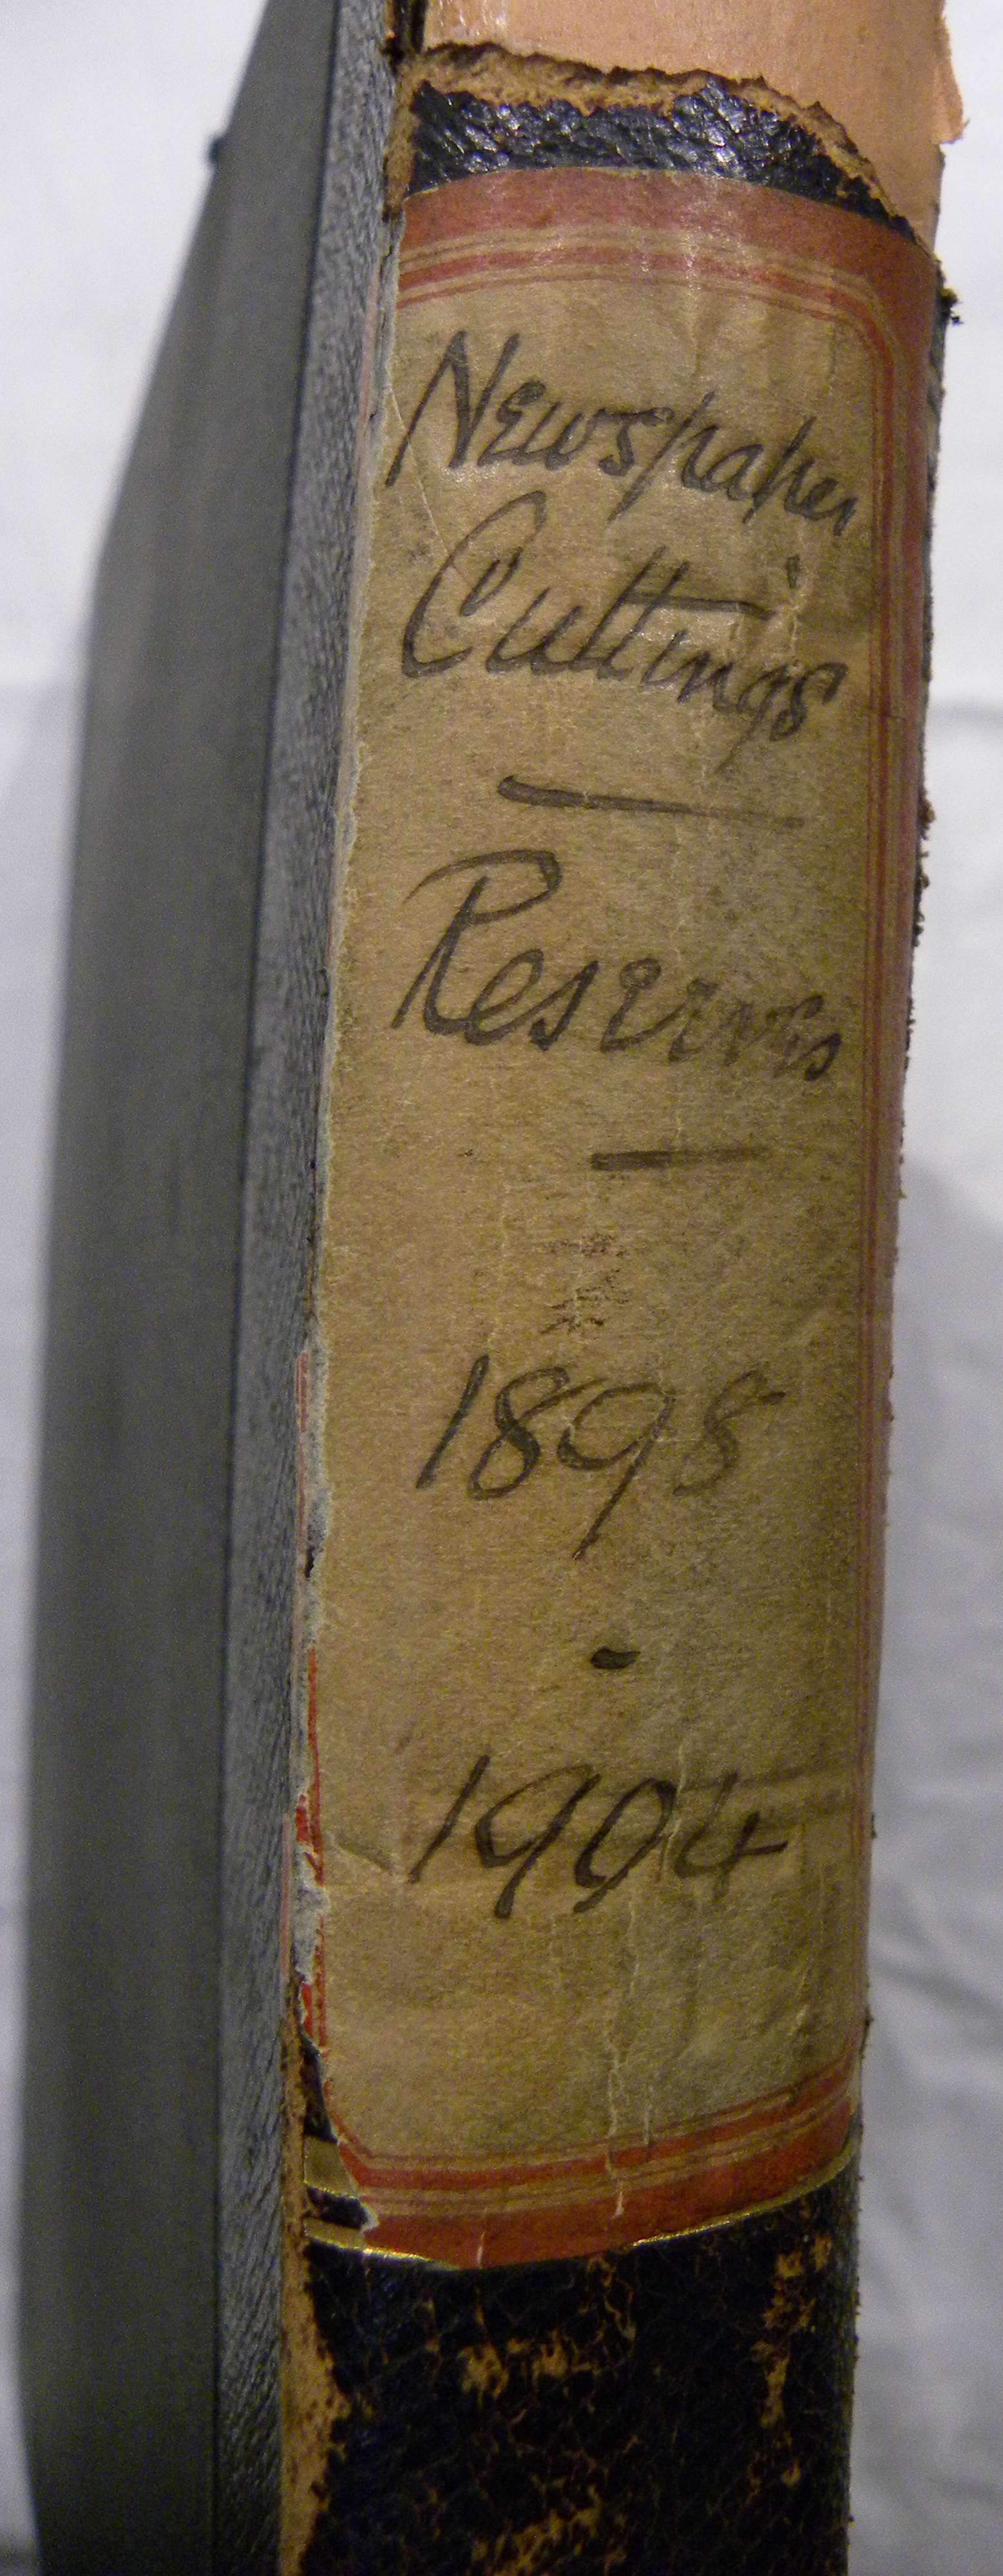 Newspaper
Cuttings
—
Reserves
—
1898
-
1904